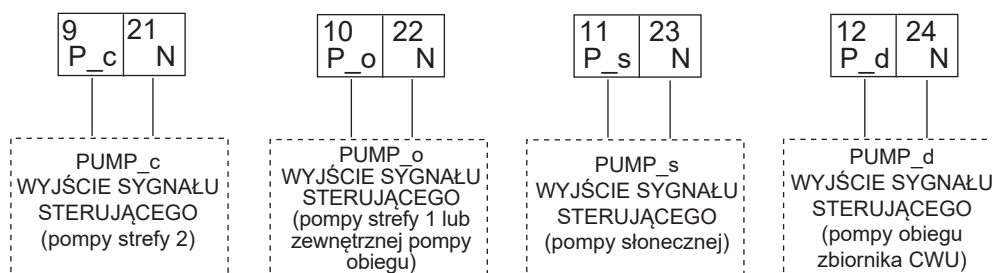 9 21
P_c N
PUMP_c
WYJŚCIE SYGNAŁU
STERUJĄCEGO
(pompy strefy 2)
10 22
P_o N
PUMP_o
WYJŚCIE SYGNAŁU
STERUJĄCEGO
(pompy strefy 1 lub
zewnętrznej pompy
obiegu)
11 23
P_s N
PUMP_s
WYJŚCIE SYGNAŁU
STERUJĄCEGO
(pompy słonecznej)
12 24
P_d N
PUMP_d
WYJŚCIE SYGNAŁU
STERUJĄCEGO
(pompy obiegu
zbiornika CWU)